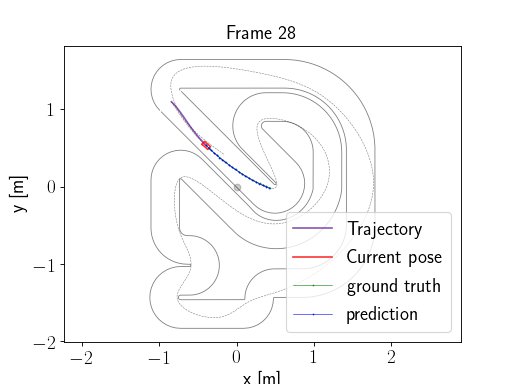 Frame 28
y [m]
1
0
−1
−2
−2
−1
0
1
2
x [m]
Trajectory
Current pose
ground truth
prediction